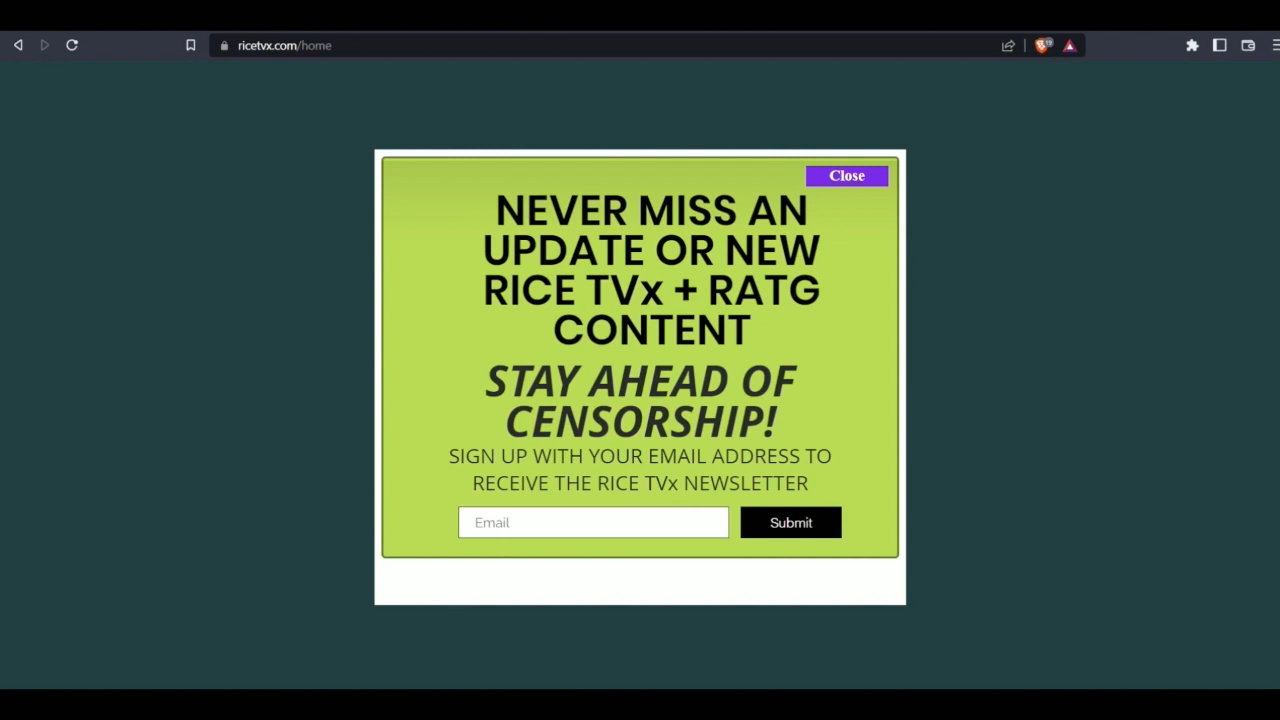 ricetvx.com/home
Close
NEVER MISS AN
UPDATE OR NEW
RICE TVx + RATG
CONTENT
STAY AHEAD OF
CENSORSHIP!
SIGN UP WITH YOUR EMAIL ADDRESS TO
RECEIVE THE RICE TVx NEWSLETTER
Email
Submit